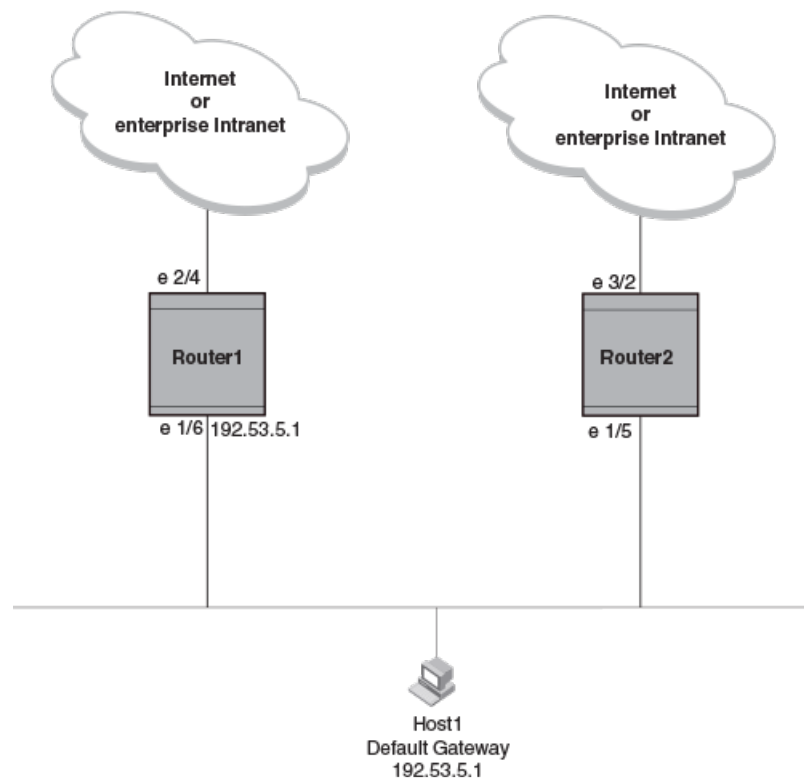 Internet
or
enterprise Intranet
Internet
or
enterprise Intranet
e 2/4
e 3/2
Router1
Router2
e 1/6
192.53.5.1
e 1/5
Host1
Default Gateway
192.53.5.1